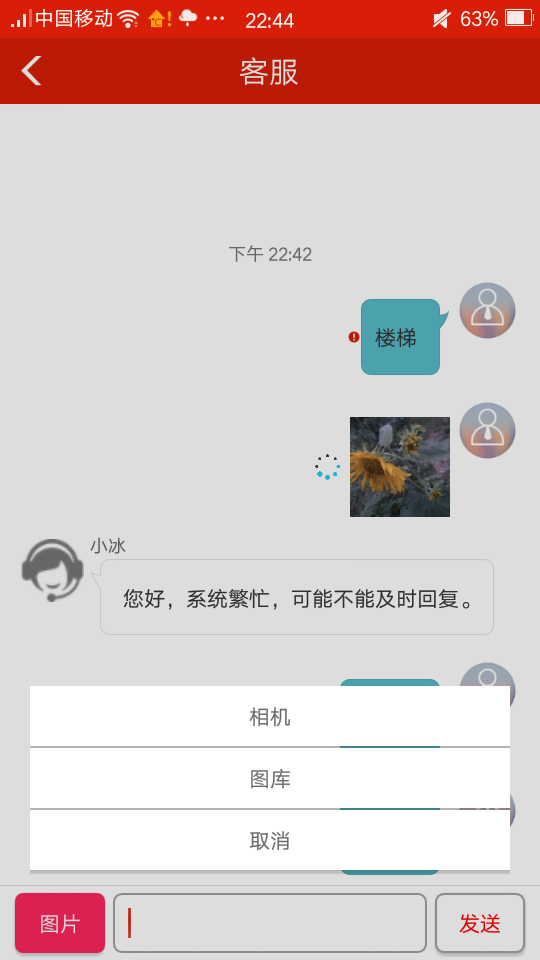 中国移动 22:44 63%
客服
下午 22:42
楼梯
小冰
您好，系统繁忙，可能不能及时回复。
相机
图库
取消
图片 发送